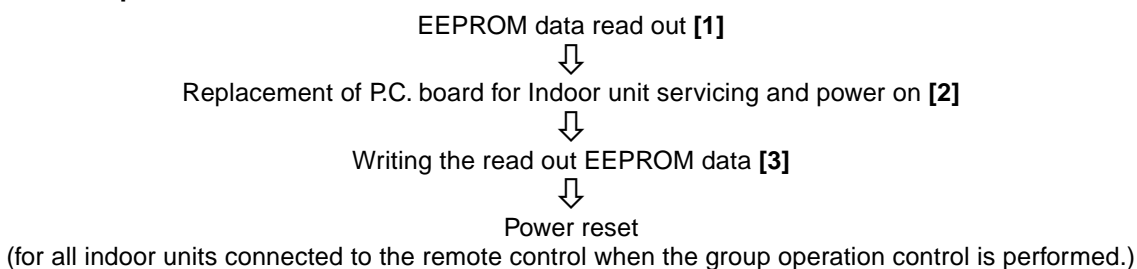 EEPROM data read out [1]
⇩
Replacement of P.C. board for Indoor unit servicing and power on [2]
⇩
Writing the read out EEPROM data [3]
⇩
Power reset
(for all indoor units connected to the remote control when the group operation control is performed.)